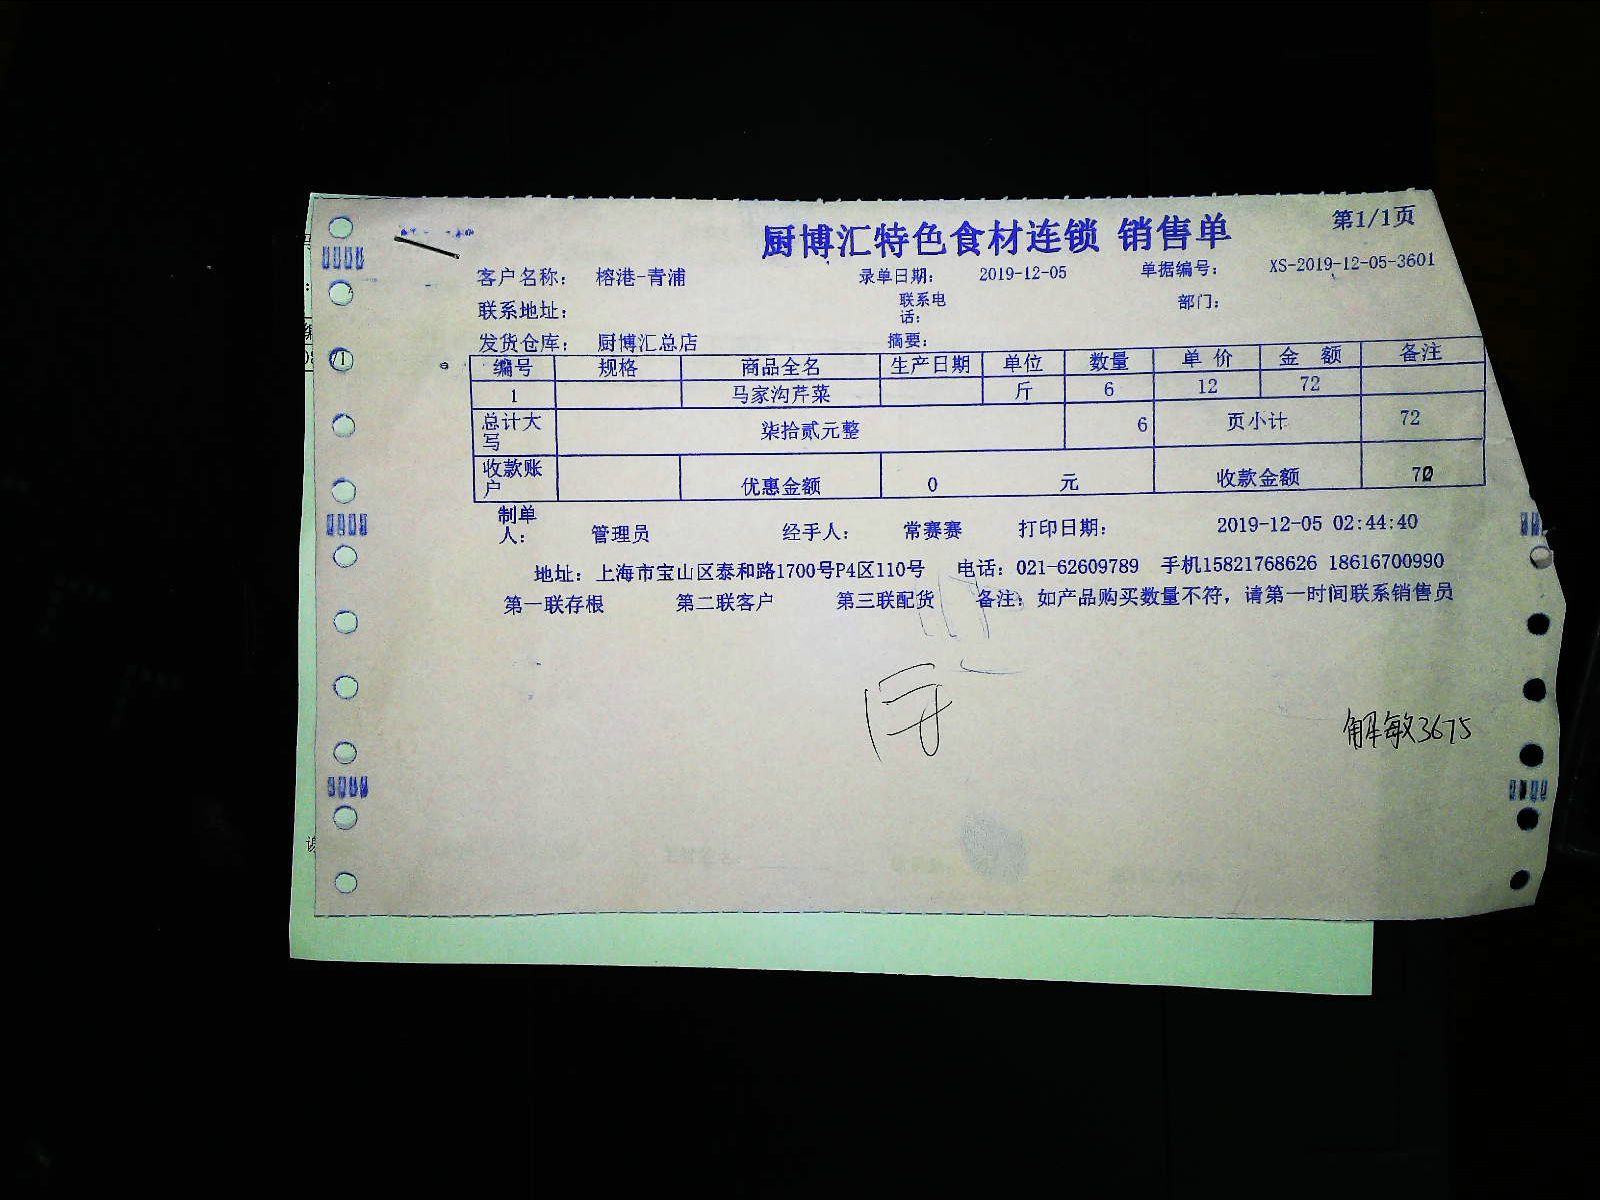 厨博汇特色食材连锁 销售单 第1/1页
客户名称： 榕港-青浦 录单日期： 2019-12-05 单据编号： XS-2019-12-05-3601
联系地址： 联系电话： 部门：
发货仓库： 厨博汇总店 摘要：
编号 规格 商品全名 生产日期 单位 数量 单价 金额 备注
1 马家沟芹菜 斤 6 12 72
总计大写 柒拾贰元整 6 页小计 72
收款账户 优惠金额 0 元 收款金额
制单人： 管理员 经手人： 常赛赛 打印日期： 2019-12-05 02:44:40
地址：上海市宝山区泰和路1700号P4区110号 电话：021-62609789 手机15821768626 18616700990
第一联存根 第二联客户 第三联配货 备注：如产品购买数量不符，请第一时间联系销售员
解敏3675